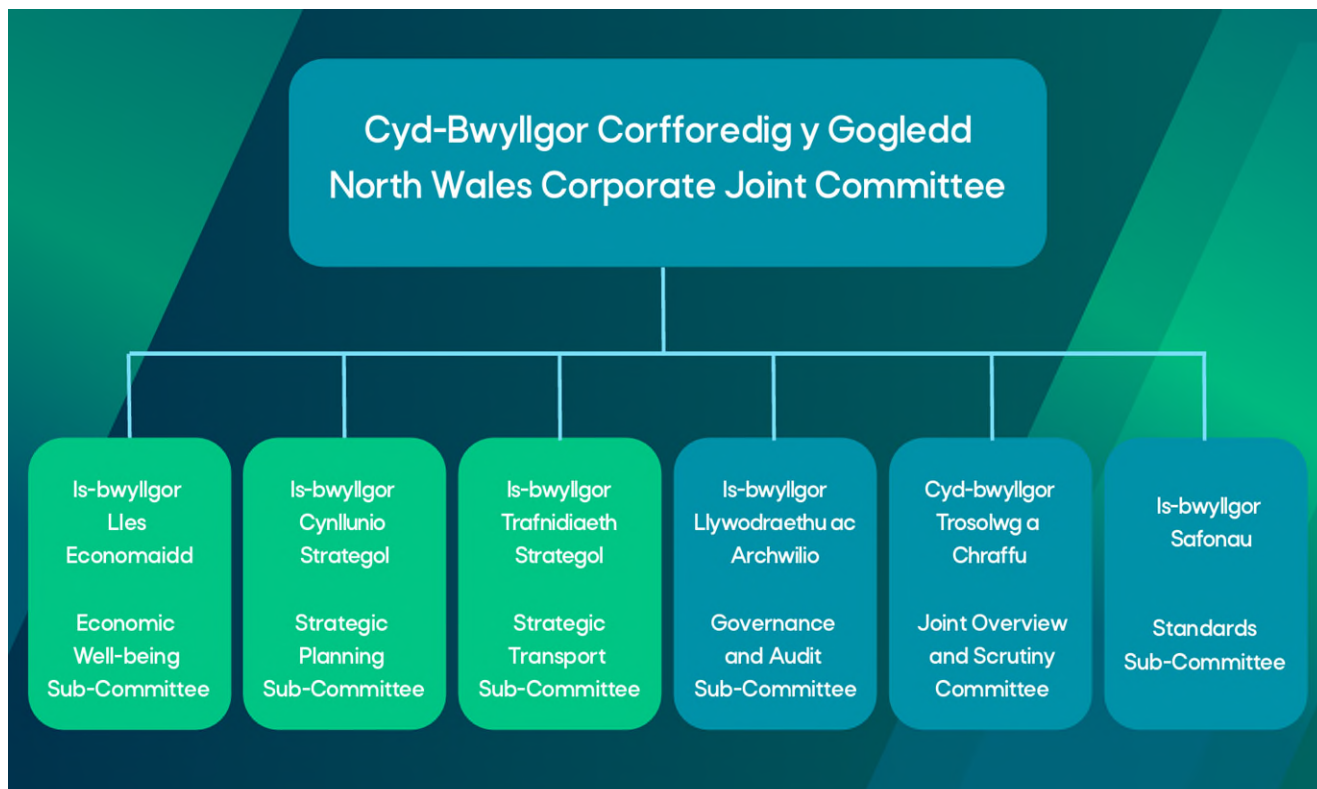 Cyd-Bwyllgor Corfforedig y Gogledd
North Wales Corporate Joint Committee
Is-bwyllgor
Lles
Economaidd
Economic
Well-being
Sub-Committee
Is-bwyllgor
Cynllunio
Strategol
Strategic
Planning
Sub-Committee
Is-bwyllgor
Trafnidiaeth
Strategol
Strategic
Transport
Sub-Committee
Is-bwyllgor
Llywodraethu ac
Archwilio
Governance
and Audit
Sub-Committee
Cyd-bwyllgor
Trosolwg a
Chraffu
Joint Overview
and Scrutiny
Committee
Is-bwyllgor
Safonau
Standards
Sub-Committee